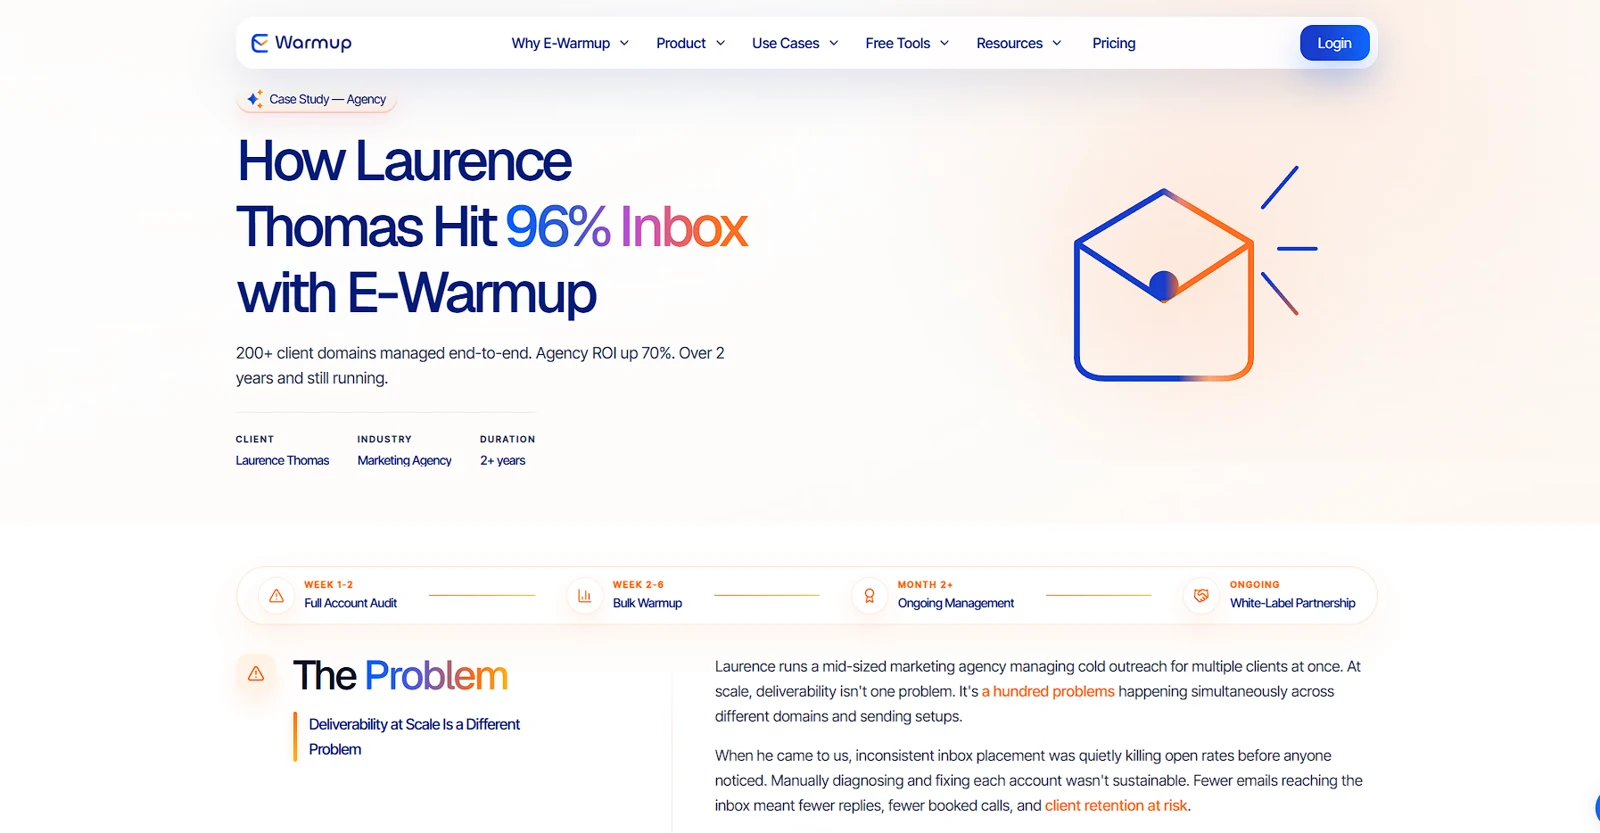 Warmup
Why E-Warmup
Product
Use Cases
Free Tools
Resources
Pricing
Login
Case Study — Agency
How Laurence
Thomas Hit 96% Inbox
with E-Warmup
200+ client domains managed end-to-end. Agency ROI up 70%. Over 2
years and still running.
CLIENT
Laurence Thomas
INDUSTRY
Marketing Agency
DURATION
2+ years
WEEK 1-2
Full Account Audit
WEEK 2-6
Bulk Warmup
MONTH 2+
Ongoing Management
ONGOING
White-Label Partnership
The Problem
Deliverability at Scale Is a Different
Problem
Laurence runs a mid-sized marketing agency managing cold outreach for multiple clients at once. At
scale, deliverability isn't one problem. It's a hundred problems happening simultaneously across
different domains and sending setups.
When he came to us, inconsistent inbox placement was quietly killing open rates before anyone
noticed. Manually diagnosing and fixing each account wasn't sustainable. Fewer emails reaching the
inbox meant fewer replies, fewer booked calls, and client retention at risk.